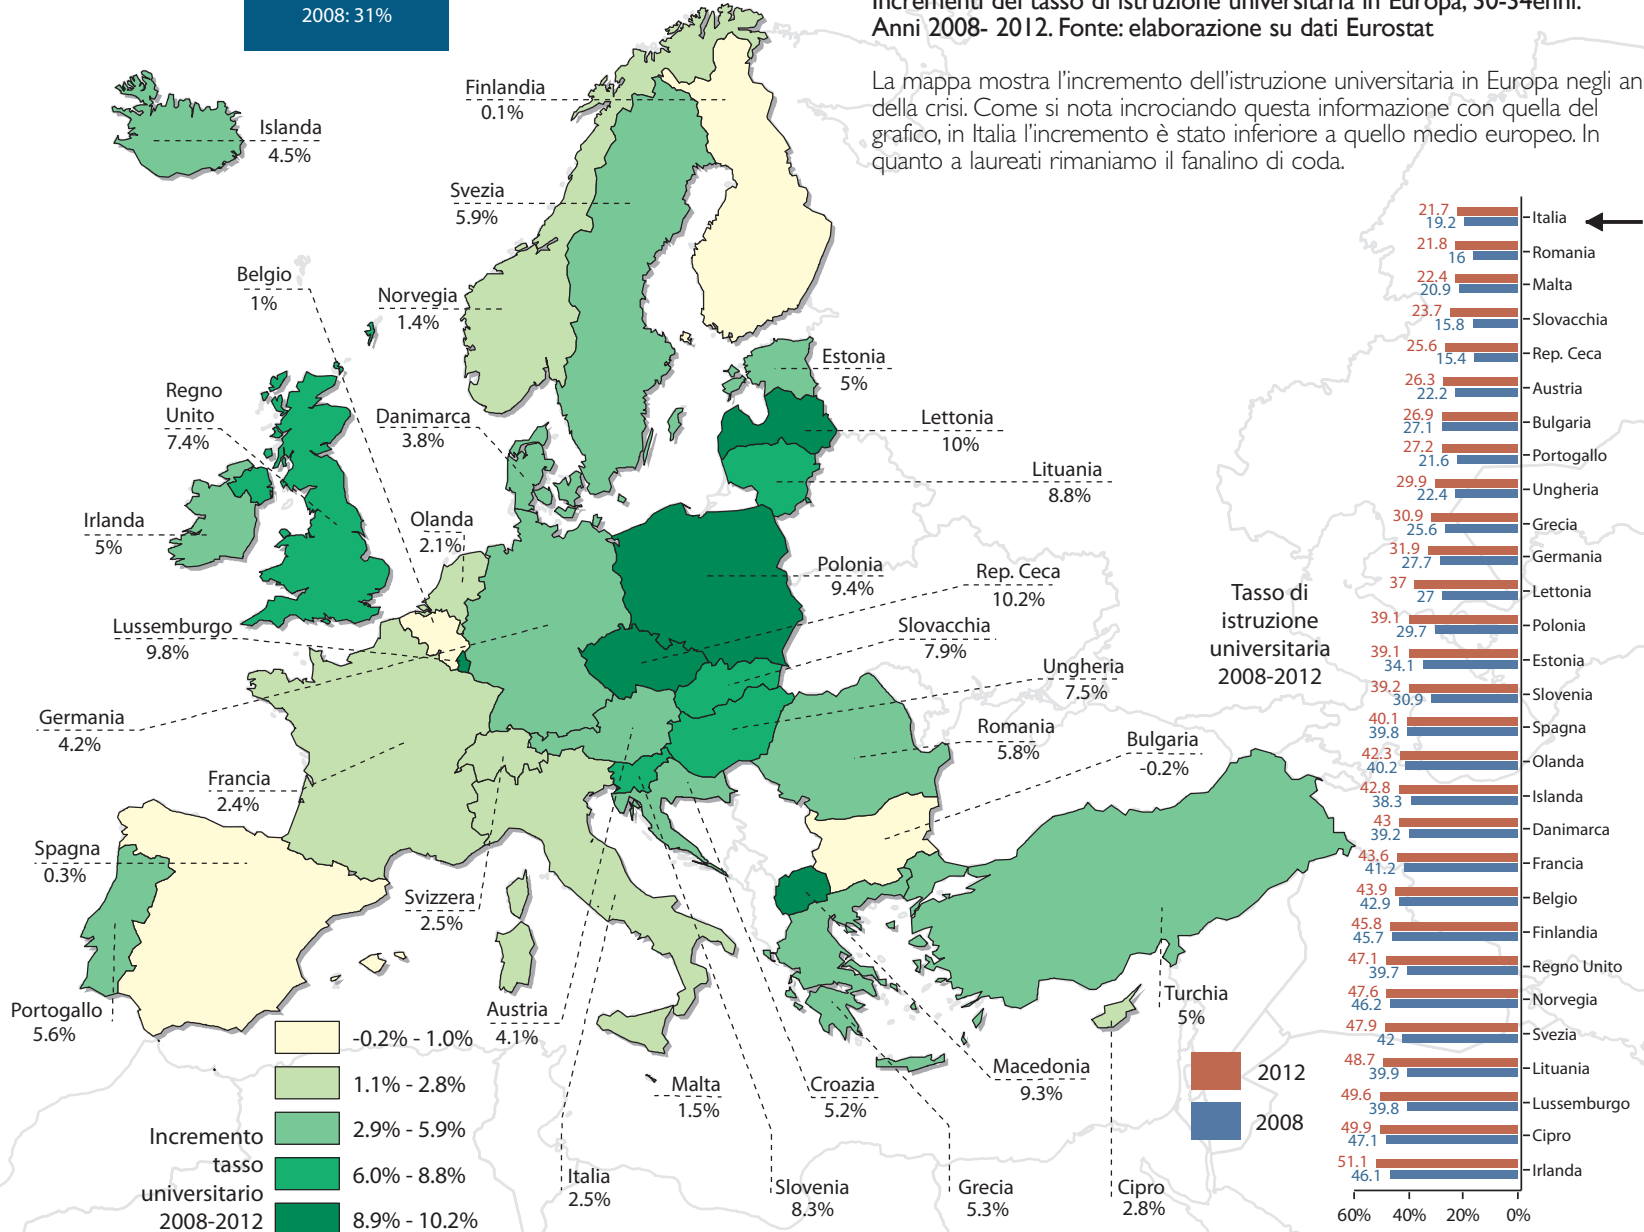 2008: 31%
Incrementi del tasso di istruzione universitaria in Europa, 30-34enni.
Anni 2008- 2012. Fonte: elaborazione su dati Eurostat
La mappa mostra l'incremento dell'istruzione universitaria in Europa negli an
della crisi. Come si nota incrociando questa informazione con quella del
grafico, in Italia l'incremento è stato inferiore a quello medio europeo. In
quanto a laureati rimaniamo il fanalino di coda.
Finlandia
0.1%
Islanda
4.5%
Svezia
5.9%
Belgio
1%
Norvegia
1.4%
Estonia
5%
Regno
Unito
7.4%
Danimarca
3.8%
Lettonia
10%
Lituania
8.8%
Irlanda
5%
Olanda
2.1%
Polonia
9.4%
Rep. Ceca
10.2%
Lussemburgo
9.8%
Slovacchia
7.9%
Ungheria
7.5%
Germania
4.2%
Romania
5.8%
Bulgaria
-0.2%
Francia
2.4%
Spagna
0.3%
Svizzera
2.5%
Portogallo
5.6%
Austria
4.1%
Turchia
5%
Malta
1.5%
Croazia
5.2%
Macedonia
9.3%
Italia
2.5%
Slovenia
8.3%
Grecia
5.3%
Cipro
2.8%
Incremento
tasso
universitario
2008-2012
-0.2% - 1.0%
1.1% - 2.8%
2.9% - 5.9%
6.0% - 8.8%
8.9% - 10.2%
Tasso di
istruzione
universitaria
2008-2012
2012
2008
21.7
19.2
Italia
21.8
16
Romania
22.4
20.9
Malta
23.7
15.8
Slovacchia
25.6
15.4
Rep. Ceca
26.3
22.2
Austria
26.9
27.1
Bulgaria
27.2
21.6
Portogallo
29.9
22.4
Ungheria
30.9
25.6
Grecia
31.9
27.7
Germania
37
27
Lettonia
39.1
29.7
Polonia
39.1
34.1
Estonia
39.2
30.9
Slovenia
40.1
39.8
Spagna
42.3
40.2
Olanda
42.8
38.3
Islanda
43
39.2
Danimarca
43.6
41.2
Francia
43.9
42.9
Belgio
45.8
45.7
Finlandia
47.1
39.7
Regno Unito
47.6
46.2
Norvegia
47.9
42
Svezia
48.7
39.9
Lituania
49.6
39.8
Lussemburgo
49.9
47.1
Cipro
51.1
46.1
Irlanda
60% 40% 20% 0%